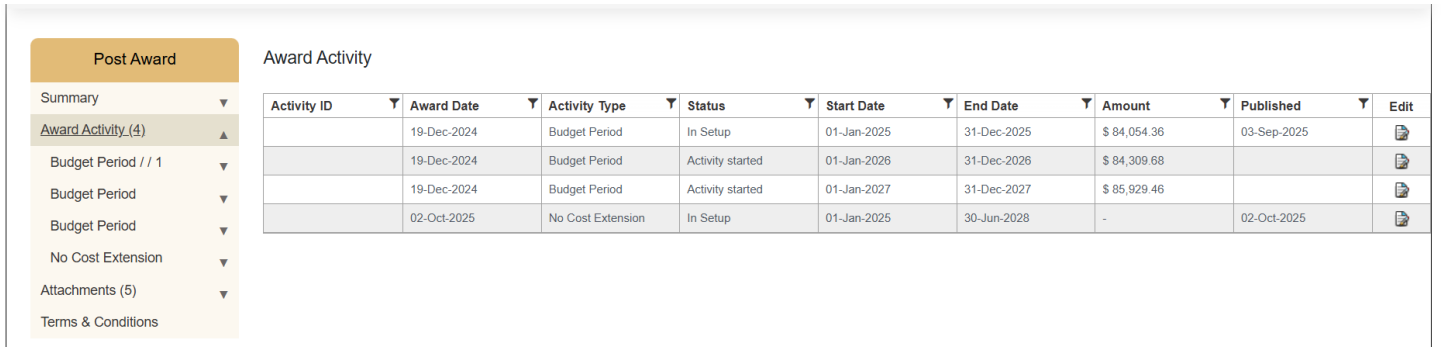 Post Award
Summary
Award Activity (4)
Budget Period / / 1
Budget Period
Budget Period
No Cost Extension
Attachments (5)
Terms & Conditions
Award Activity
Activity ID Award Date Activity Type Status Start Date End Date Amount Published Edit
19-Dec-2024 Budget Period In Setup 01-Jan-2025 31-Dec-2025 $ 84,054.36 03-Sep-2025
19-Dec-2024 Budget Period Activity started 01-Jan-2026 31-Dec-2026 $ 84,309.68
19-Dec-2024 Budget Period Activity started 01-Jan-2027 31-Dec-2027 $ 85,929.46
02-Oct-2025 No Cost Extension In Setup 01-Jan-2025 30-Jun-2028 - 02-Oct-2025